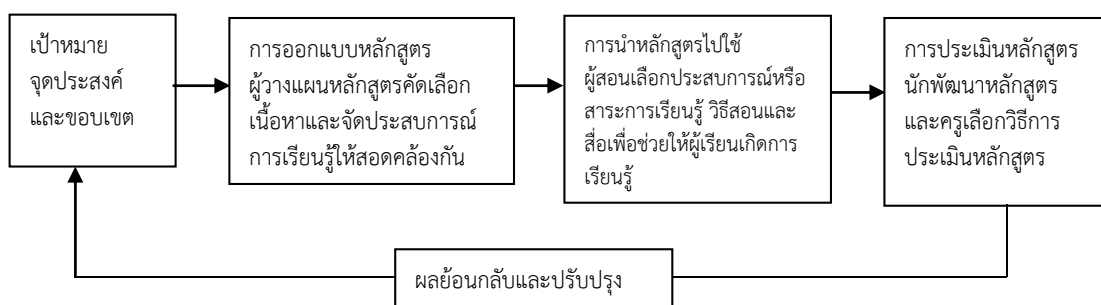 เป้าหมาย
จุดประสงค์
และขอบเขต
การออกแบบหลักสูตร
ผู้วางแผนหลักสูตรคัดเลือก
เนื้อหาและจัดประสบการณ์
การเรียนรู้ให้สอดคล้องกัน
การนำหลักสูตรไปใช้
ผู้สอนเลือกประสบการณ์หรือ
สาระการเรียนรู้ วิธีสอนและ
สื่อเพื่อช่วยให้ผู้เรียนเกิดการ
เรียนรู้
การประเมินหลักสูตร
นักพัฒนาหลักสูตร
และครูเลือกวิธีการ
ประเมินหลักสูตร
ผลย้อนกลับและปรับปรุง